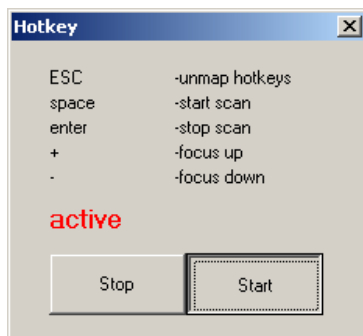 Hotkey
ESC -unmap hotkeys
space -start scan
enter -stop scan
+ -focus up
- -focus down
active
Stop Start